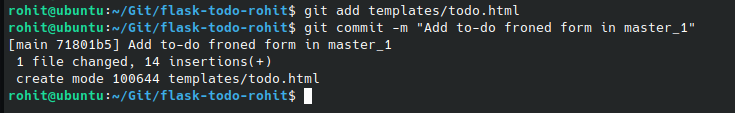 rohit@ubuntu:~/Git/flask-todo-rohit$ git add templates/todo.html
rohit@ubuntu:~/Git/flask-todo-rohit$ git commit -m "Add to-do froned form in master_1"
[main 71801b5] Add to-do froned form in master_1
 1 file changed, 14 insertions(+)
 create mode 100644 templates/todo.html
rohit@ubuntu:~/Git/flask-todo-rohit$